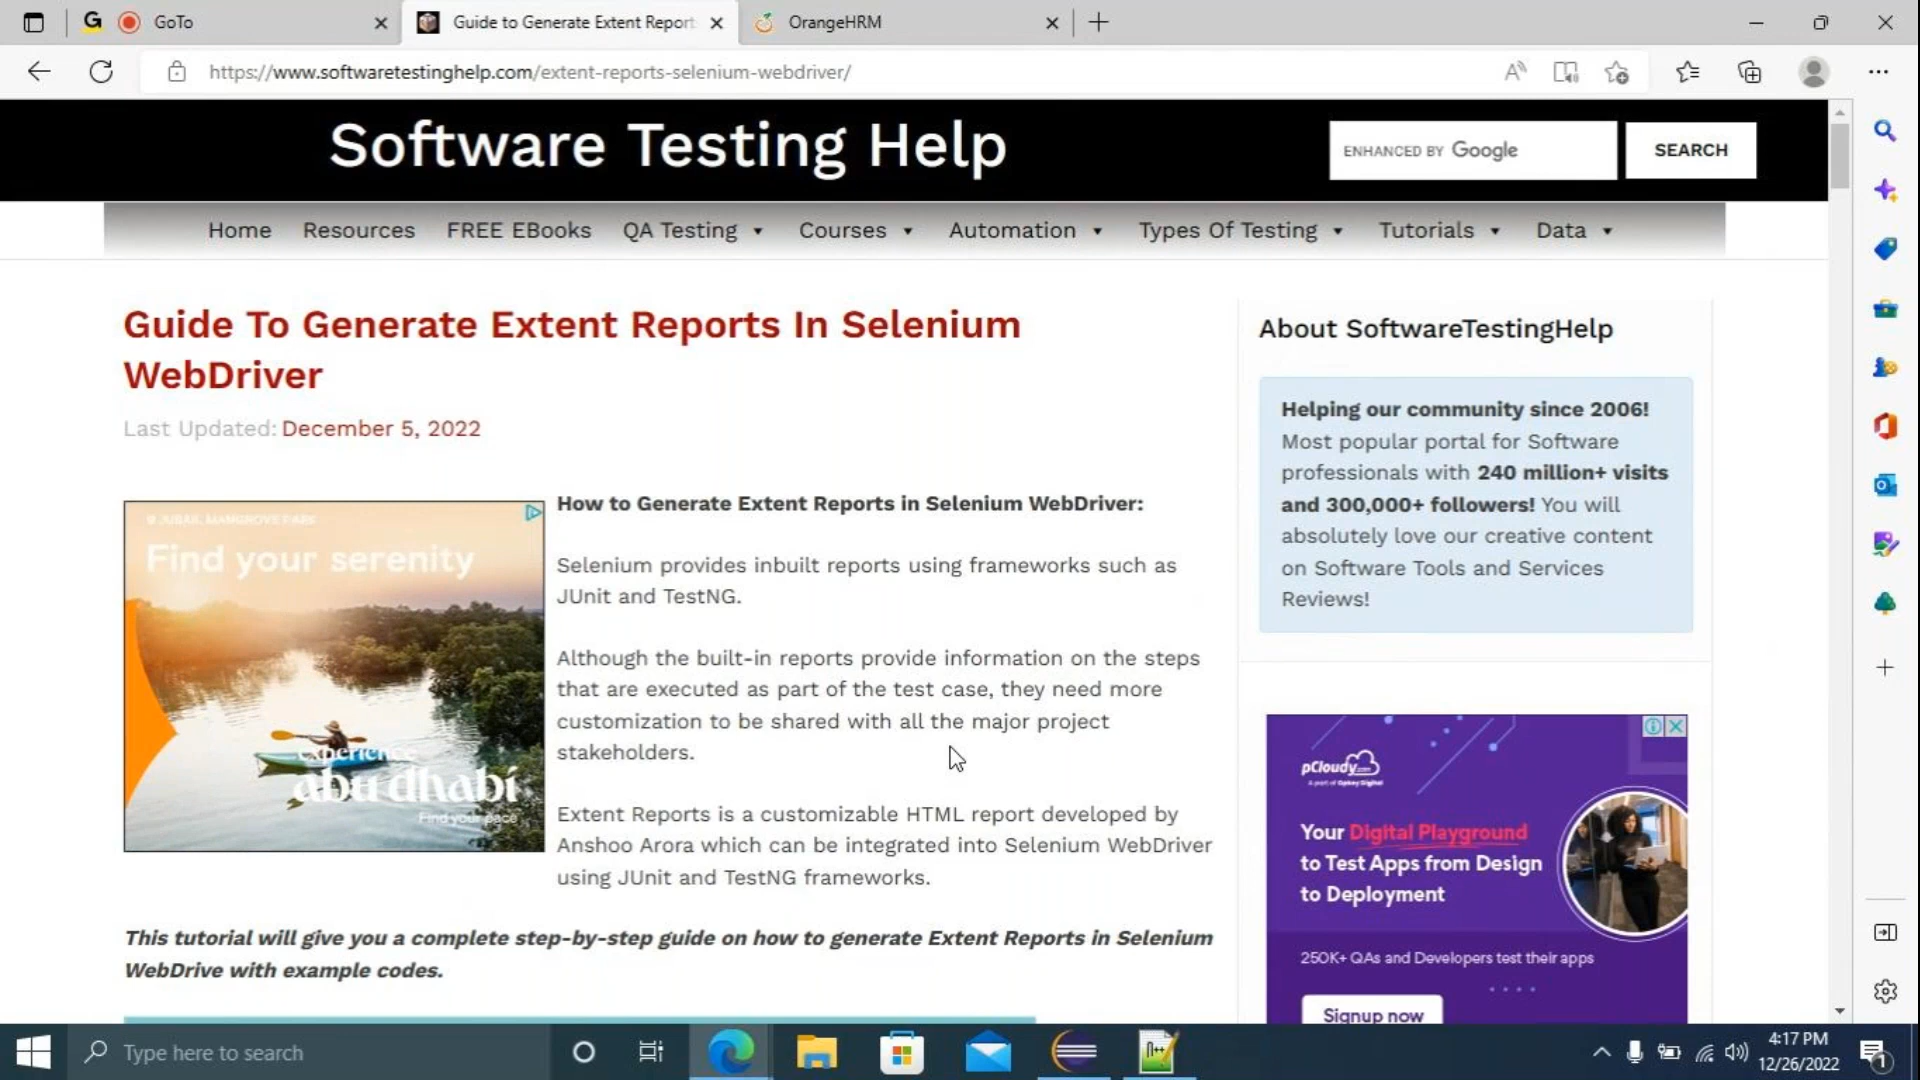 GoTo
Guide to Generate Extent Report
OrangeHRM
https://www.softwaretestinghelp.com/extent-reports-selenium-webdriver/
Software Testing Help
ENHANCED BY Google
SEARCH
Home Resources FREE EBooks QA Testing Courses Automation Types Of Testing Tutorials Data
Guide To Generate Extent Reports In Selenium
WebDriver
Last Updated: December 5, 2022
Find your serenity
experience
abu dhabi
Find your pace
How to Generate Extent Reports in Selenium WebDriver:
Selenium provides inbuilt reports using frameworks such as
JUnit and TestNG.
Although the built-in reports provide information on the steps
that are executed as part of the test case, they need more
customization to be shared with all the major project
stakeholders.
Extent Reports is a customizable HTML report developed by
Anshoo Arora which can be integrated into Selenium WebDriver
using JUnit and TestNG frameworks.
This tutorial will give you a complete step-by-step guide on how to generate Extent Reports in Selenium
WebDrive with example codes.
About SoftwareTestingHelp
Helping our community since 2006!
Most popular portal for Software
professionals with 240 million+ visits
and 300,000+ followers! You will
absolutely love our creative content
on Software Tools and Services
Reviews!
pCloudy
Your Digital Playground
to Test Apps from Design
to Deployment
250K+ QAs and Developers test their apps
Signup now
Type here to search
4:17 PM
12/26/2022
1